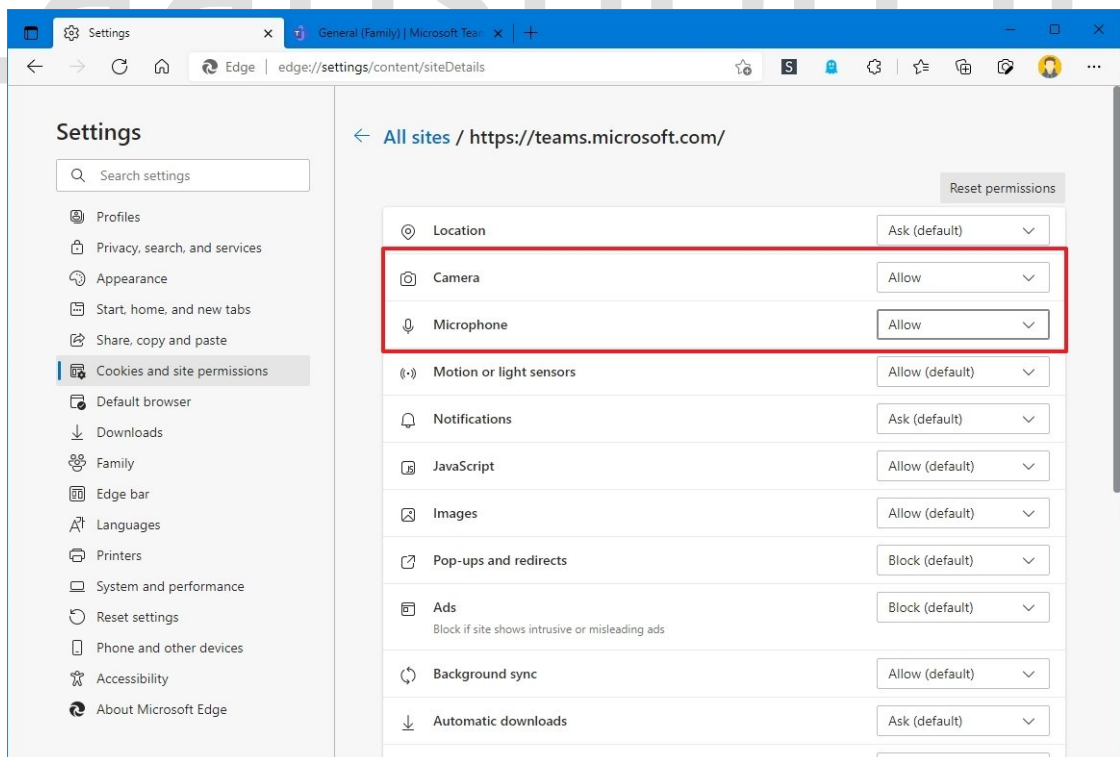 Settings
General (Family) | Microsoft Tear
Edge | edge://settings/content/siteDetails
S
Settings
Search settings
Profiles
Privacy, search, and services
Appearance
Start, home, and new tabs
Share, copy and paste
Cookies and site permissions
Default browser
Downloads
Family
Edge bar
Languages
Printers
System and performance
Reset settings
Phone and other devices
Accessibility
About Microsoft Edge
All sites / https://teams.microsoft.com/
Reset permissions
Location Ask (default)
Camera Allow
Microphone Allow
Motion or light sensors Allow (default)
Notifications Ask (default)
JavaScript Allow (default)
Images Allow (default)
Pop-ups and redirects Block (default)
Ads Block (default)
Block if site shows intrusive or misleading ads
Background sync Allow (default)
Automatic downloads Ask (default)